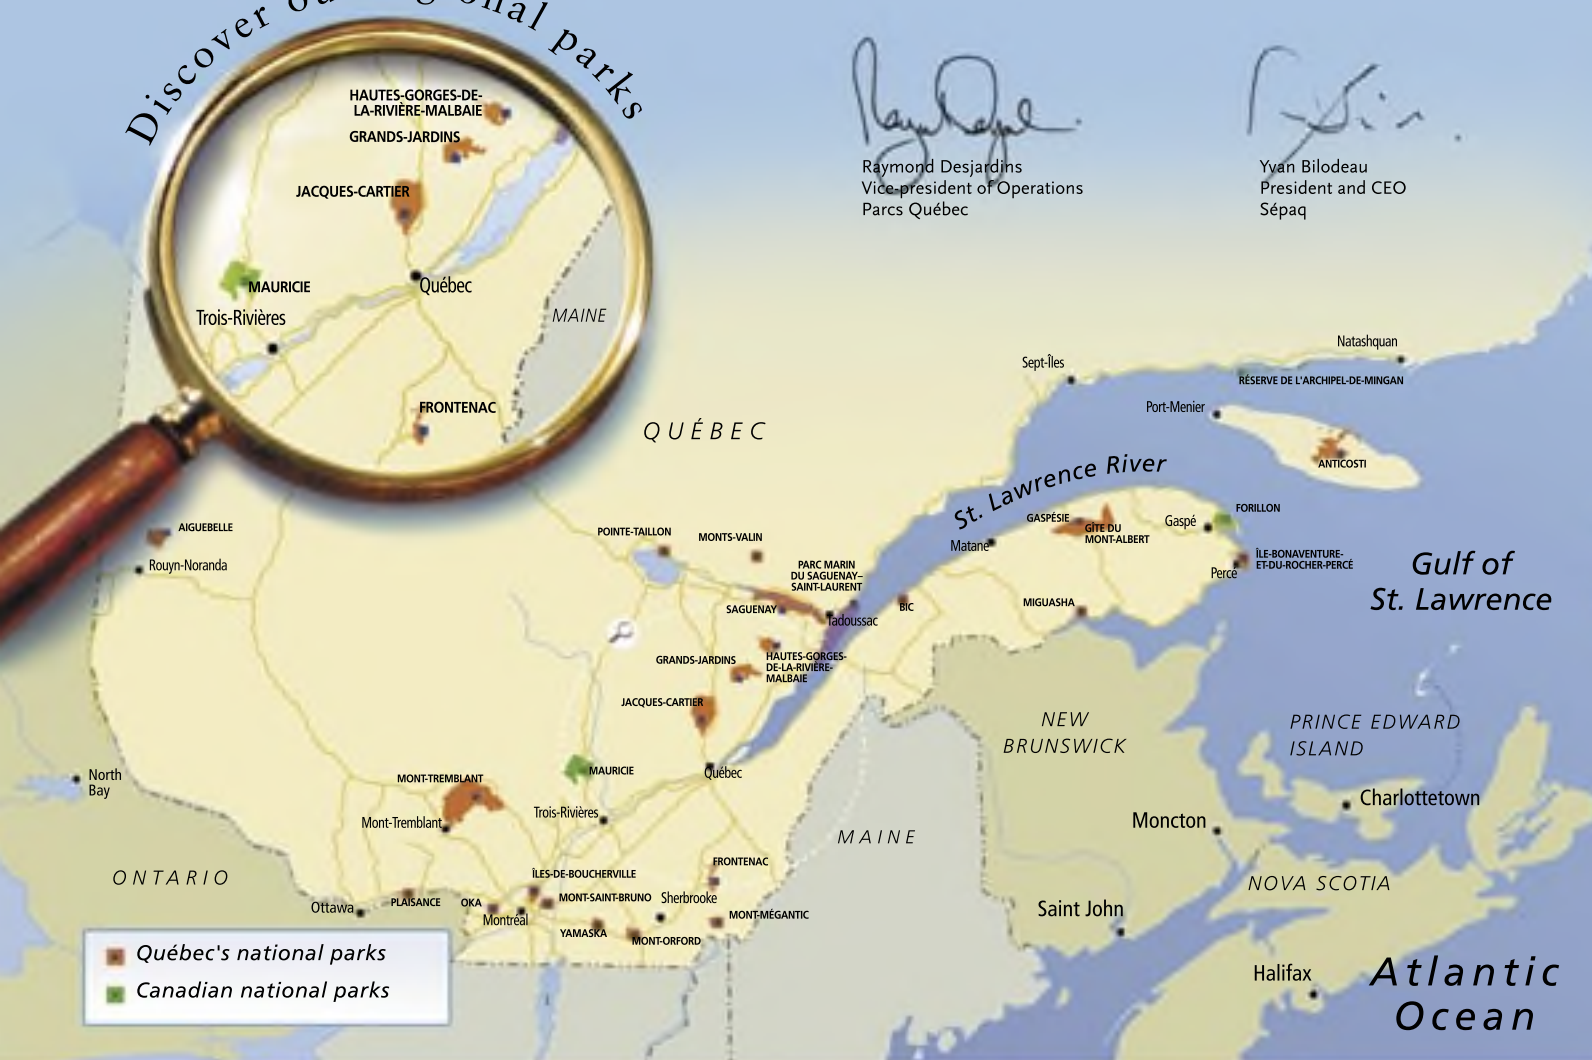 Discover our regional parks
HAUTES-GORGES-DE-
LA-RIVIÈRE-MALBAIE
GRANDS-JARDINS
JACQUES-CARTIER
MAURICIE
Québec
Trois-Rivières
MAINE
FRONTENAC
Raymond Desjardins
Vice-president of Operations
Parcs Québec
Yvan Bilodeau
President and CEO
Sépaq
Natashquan
Sept-Îles
RÉSERVE DE L'ARCHIPEL-DE-MINGAN
Port-Menier
QUÉBEC
ANTICOSTI
St. Lawrence River
FORILLON
GASPÉSIE
GÎTE DU
MONT-ALBERT
Gaspé
Matane
AIGUEBELLE
Rouyn-Noranda
POINTE-TAILLON
MONTS-VALIN
PARC MARIN
DU SAGUENAY–
SAINT-LAURENT
ÎLE-BONAVENTURE-
ET-DU-ROCHER-PERCÉ
Percé
Gulf of
St. Lawrence
SAGUENAY
Tadoussac
BIC
MIGUASHA
GRANDS-JARDINS
HAUTES-GORGES-
DE-LA-RIVIÈRE-
MALBAIE
JACQUES-CARTIER
NEW
BRUNSWICK
PRINCE EDWARD
ISLAND
North
Bay
MONT-TREMBLANT
MAURICIE
Québec
Mont-Tremblant
Trois-Rivières
Charlottetown
Moncton
MAINE
ONTARIO
ÎLES-DE-BOUCHERVILLE
FRONTENAC
NOVA SCOTIA
Ottawa
PLAISANCE
OKA
Montréal
MONT-SAINT-BRUNO
Sherbrooke
YAMASKA
MONT-ORFORD
MONT-MÉGANTIC
Saint John
Halifax
Atlantic
Ocean
Québec's national parks
Canadian national parks